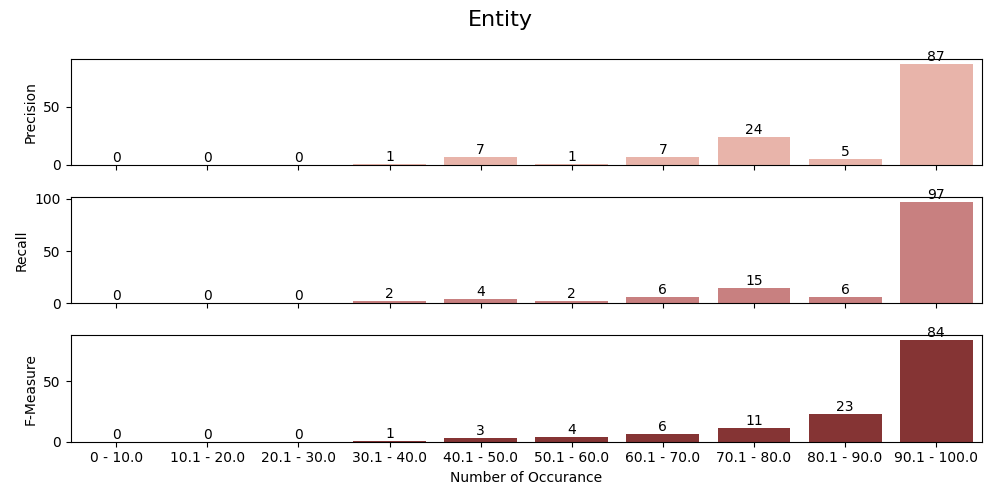 Entity
Precision
50
0
0 0 0 1 7 1 7 24 5 87
Recall
100
50
0
0 0 0 2 4 2 6 15 6 97
F-Measure
50
0
0 0 0 1 3 4 6 11 23 84
0 - 10.0 10.1 - 20.0 20.1 - 30.0 30.1 - 40.0 40.1 - 50.0 50.1 - 60.0 60.1 - 70.0 70.1 - 80.0 80.1 - 90.0 90.1 - 100.0
Number of Occurance